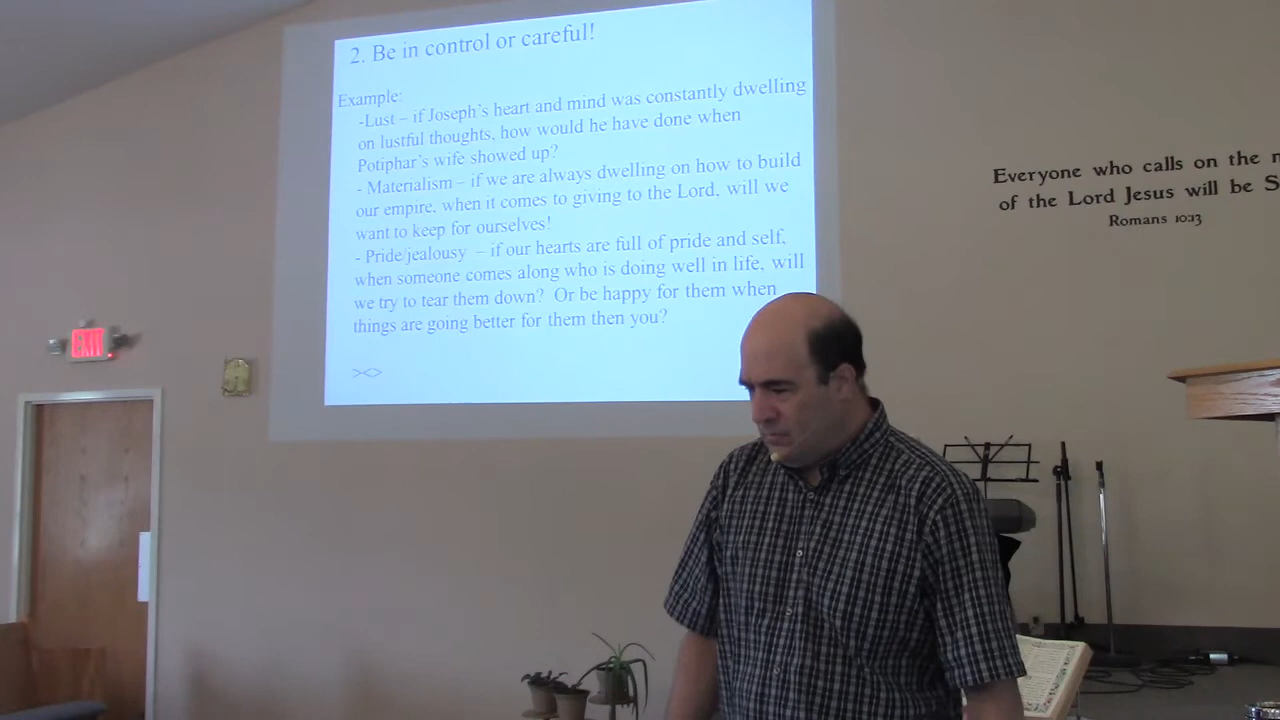 2. Be in control or careful!
Example:
-Lust – if Joseph's heart and mind was constantly dwelling
on lustful thoughts, how would he have done when
Potiphar's wife showed up?
- Materialism – if we are always dwelling on how to build
our empire, when it comes to giving to the Lord, will we
want to keep for ourselves!
- Pride/jealousy – if our hearts are full of pride and self,
when someone comes along who is doing well in life, will
we try to tear them down? Or be happy for them when
things are going better for them then you?
EXIT
Everyone who calls on the
of the Lord Jesus will be
Romans 10:13